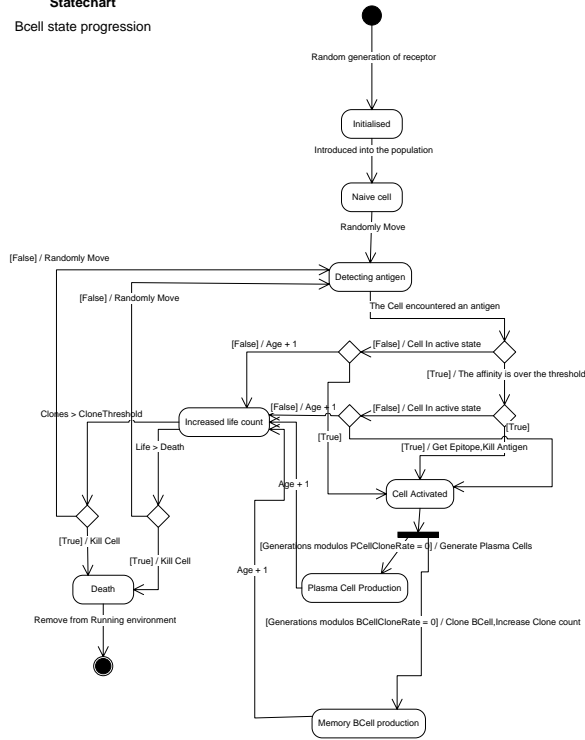 Statechart
Bcell state progression
Random generation of receptor
Initialised
Introduced into the population
Naive cell
Randomly Move
[False] / Randomly Move
Detecting antigen
[False] / Randomly Move
The Cell encountered an antigen
[False] / Age + 1
[False] / Cell In active state
[True] / The affinity is over the threshold
[False] / Age + 1
[False] / Cell In active state
Clones > CloneThreshold
Increased life count
[True]
[True]
Life > Death
[True] / Get Epitope,Kill Antigen
Age + 1
Cell Activated
[True] / Kill Cell
[Generations modulos PCellCloneRate = 0] / Generate Plasma Cells
[True] / Kill Cell
Age + 1
Death
Plasma Cell Production
Remove from Running environment
[Generations modulos BCellCloneRate = 0] / Clone BCell,Increase Clone count
Memory BCell production